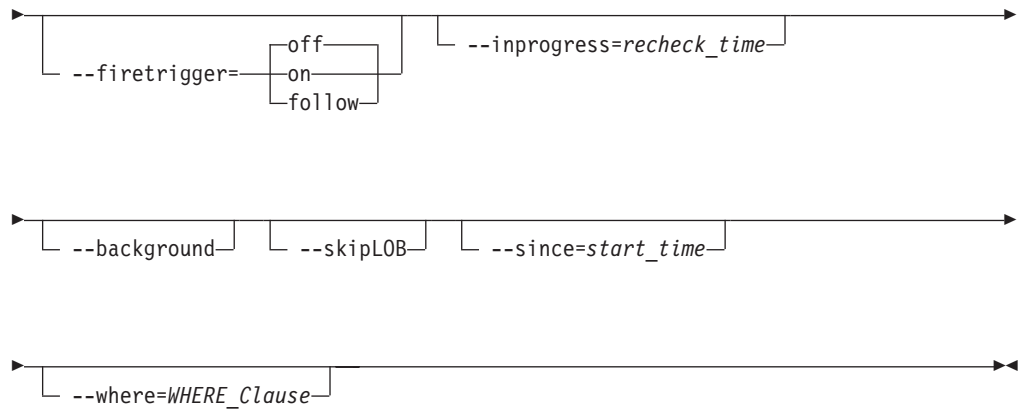 off
--firetrigger= on
follow
--inprogress=recheck_time
--background --skipLOB --since=start_time
--where=WHERE_Clause